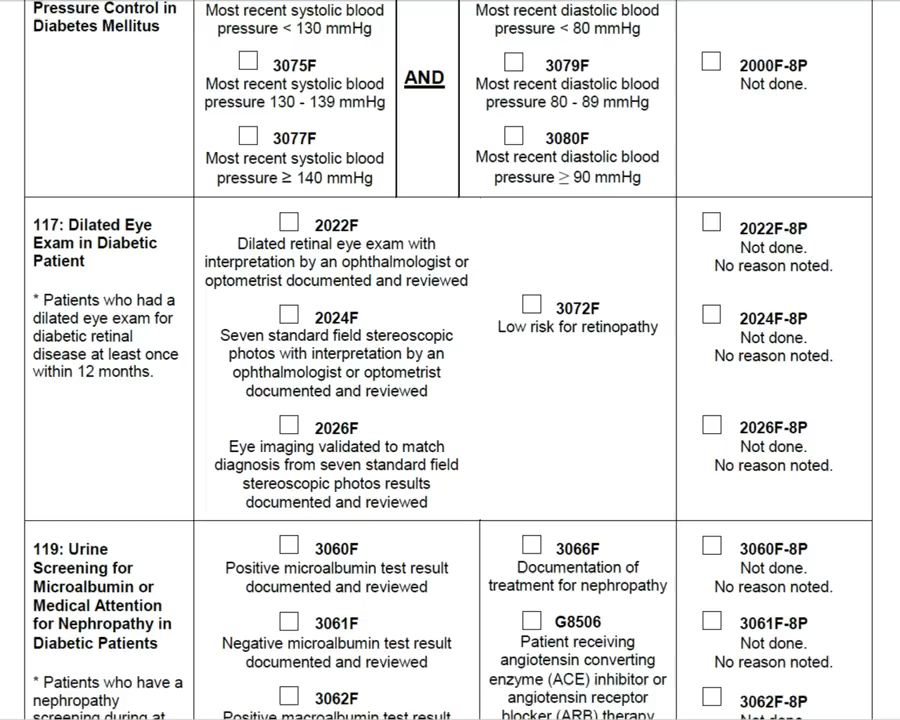 Pressure Control in
Diabetes Mellitus
Most recent systolic blood
pressure < 130 mmHg
3075F
Most recent systolic blood
pressure 130 - 139 mmHg
3077F
Most recent systolic blood
pressure ≥ 140 mmHg
AND
Most recent diastolic blood
pressure < 80 mmHg
3079F
Most recent diastolic blood
pressure 80 - 89 mmHg
3080F
Most recent diastolic blood
pressure ≥ 90 mmHg
2000F-8P
Not done.
117: Dilated Eye
Exam in Diabetic
Patient
* Patients who had a
dilated eye exam for
diabetic retinal
disease at least once
within 12 months.
2022F
Dilated retinal eye exam with
interpretation by an ophthalmologist or
optometrist documented and reviewed
2024F
Seven standard field stereoscopic
photos with interpretation by an
ophthalmologist or optometrist
documented and reviewed
2026F
Eye imaging validated to match
diagnosis from seven standard field
stereoscopic photos results
documented and reviewed
3072F
Low risk for retinopathy
2022F-8P
Not done.
No reason noted.
2024F-8P
Not done.
No reason noted.
2026F-8P
Not done.
No reason noted.
119: Urine
Screening for
Microalbumin or
Medical Attention
for Nephropathy in
Diabetic Patients
* Patients who have a
nephropathy
screening during at
3060F
Positive microalbumin test result
documented and reviewed
3061F
Negative microalbumin test result
documented and reviewed
3062F
Positive macroalbumin test result
3066F
Documentation of
treatment for nephropathy
G8506
Patient receiving
angiotensin converting
enzyme (ACE) inhibitor or
angiotensin receptor
blocker (ARB) therapy
3060F-8P
Not done.
No reason noted.
3061F-8P
Not done.
No reason noted.
3062F-8P
Not done.